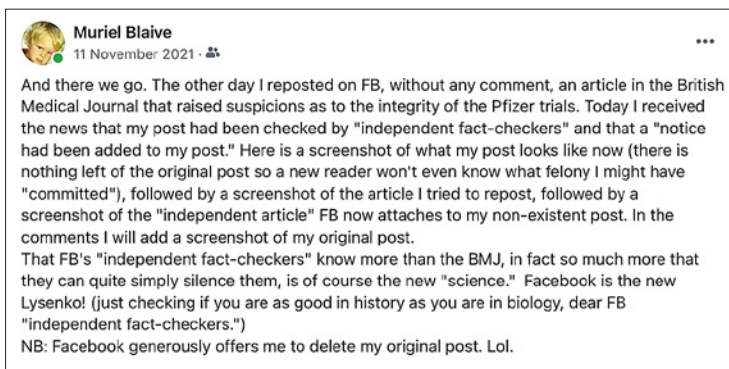 Muriel Blaive
11 November 2021 ·
And there we go. The other day I reposted on FB, without any comment, an article in the British
Medical Journal that raised suspicions as to the integrity of the Pfizer trials. Today I received
the news that my post had been checked by "independent fact-checkers" and that a "notice
had been added to my post." Here is a screenshot of what my post looks like now (there is
nothing left of the original post so a new reader won't even know what felony I might have
"committed"), followed by a screenshot of the article I tried to repost, followed by a
screenshot of the "independent article" FB now attaches to my non-existent post. In the
comments I will add a screenshot of my original post.
That FB's "independent fact-checkers" know more than the BMJ, in fact so much more that
they can quite simply silence them, is of course the new "science." Facebook is the new
Lysenko! (just checking if you are as good in history as you are in biology, dear FB
"independent fact-checkers.")
NB: Facebook generously offers me to delete my original post. Lol.